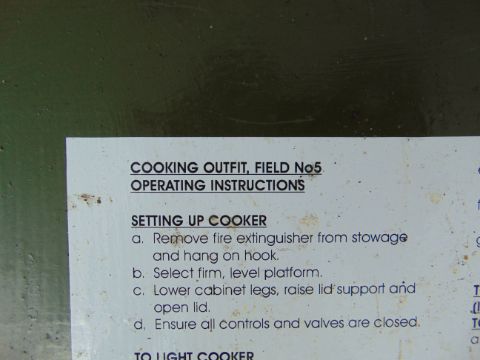 COOKING OUTFIT, FIELD No5
OPERATING INSTRUCTIONS
SETTING UP COOKER
a. Remove fire extinguisher from stowage
and hang on hook.
b. Select firm, level platform.
c. Lower cabinet legs, raise lid support and
open lid.
d. Ensure all controls and valves are closed.
TO LIGHT COOKER